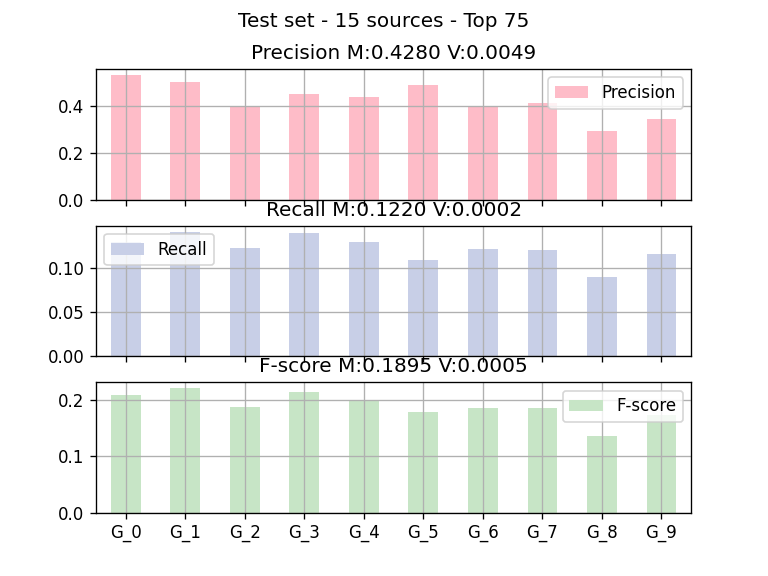 Test set - 15 sources - Top 75
Precision M:0.4280 V:0.0049
0.4
0.2
0.0
Precision
Recall M:0.1220 V:0.0002
0.10
0.05
0.00
Recall
F-score M:0.1895 V:0.0005
0.2
0.1
0.0
F-score
G_0 G_1 G_2 G_3 G_4 G_5 G_6 G_7 G_8 G_9